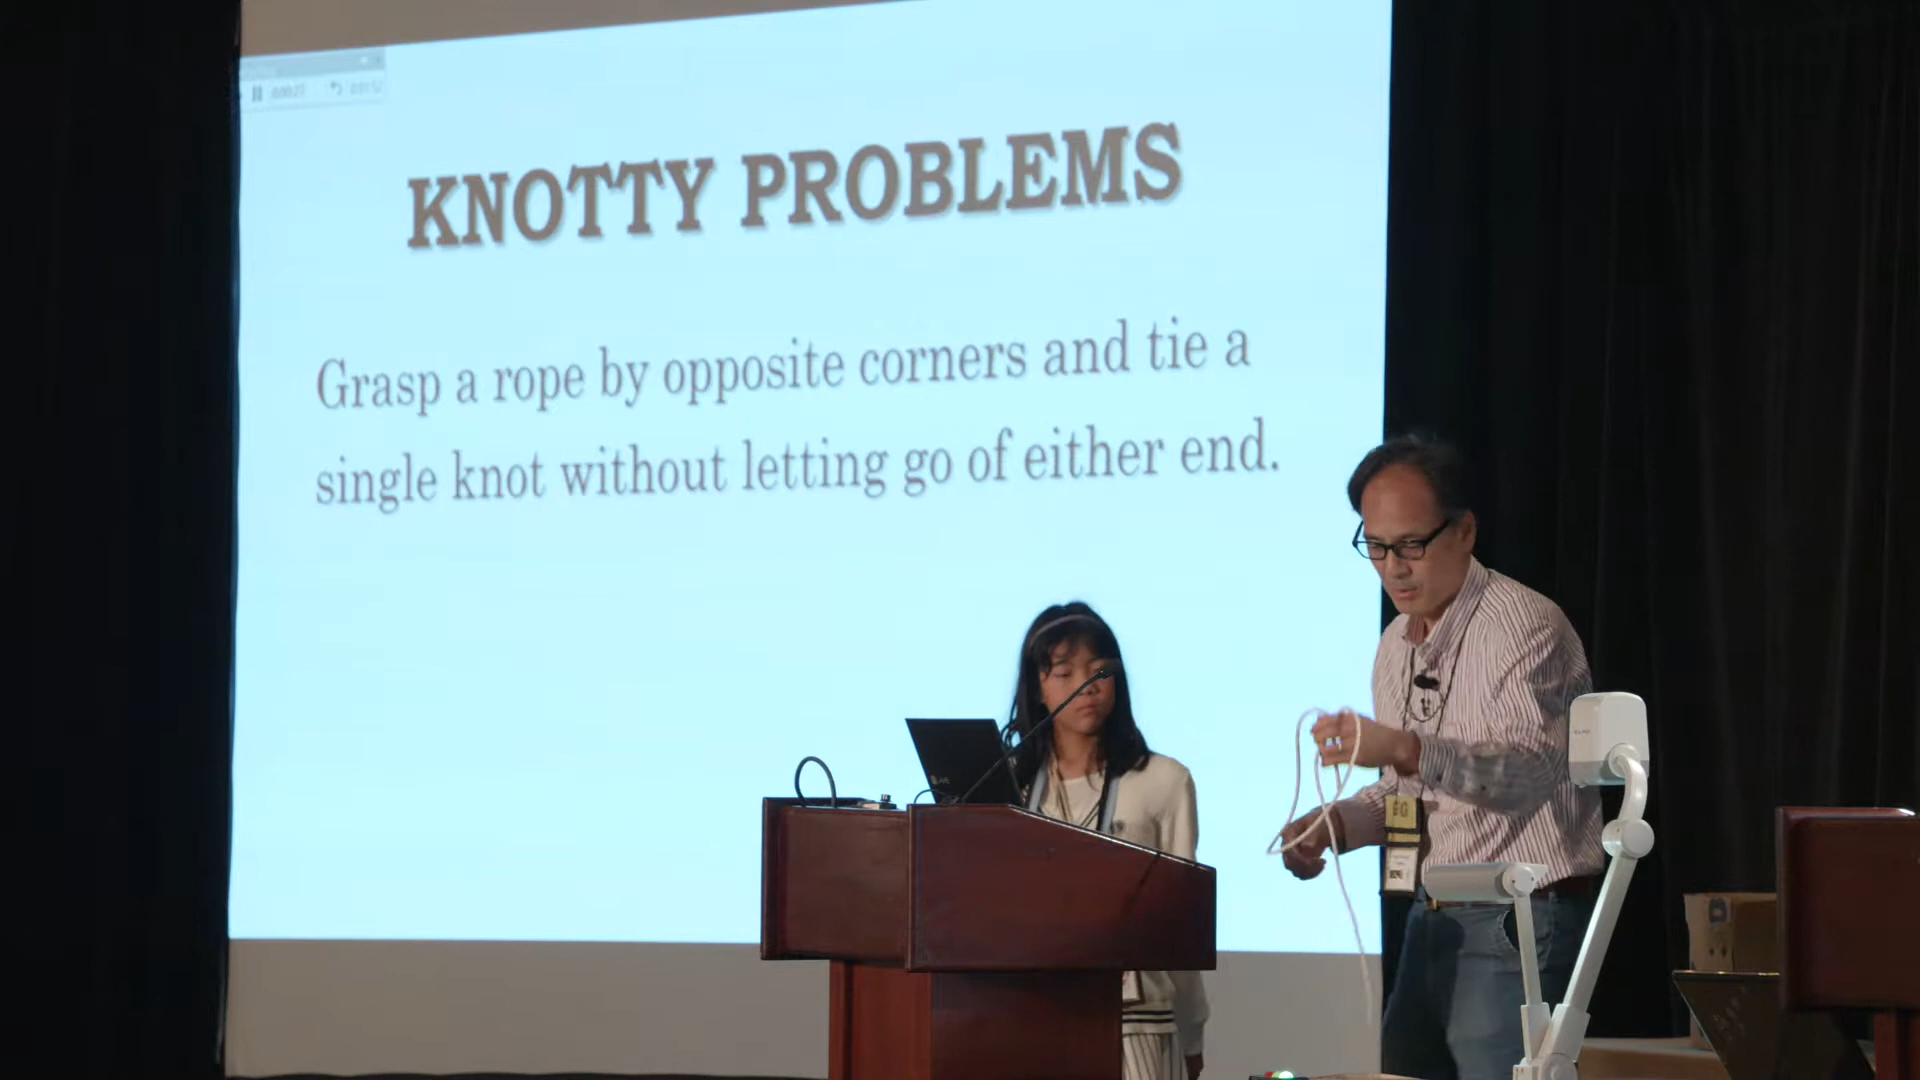 KNOTTY PROBLEMS
Grasp a rope by opposite corners and tie a
single knot without letting go of either end.